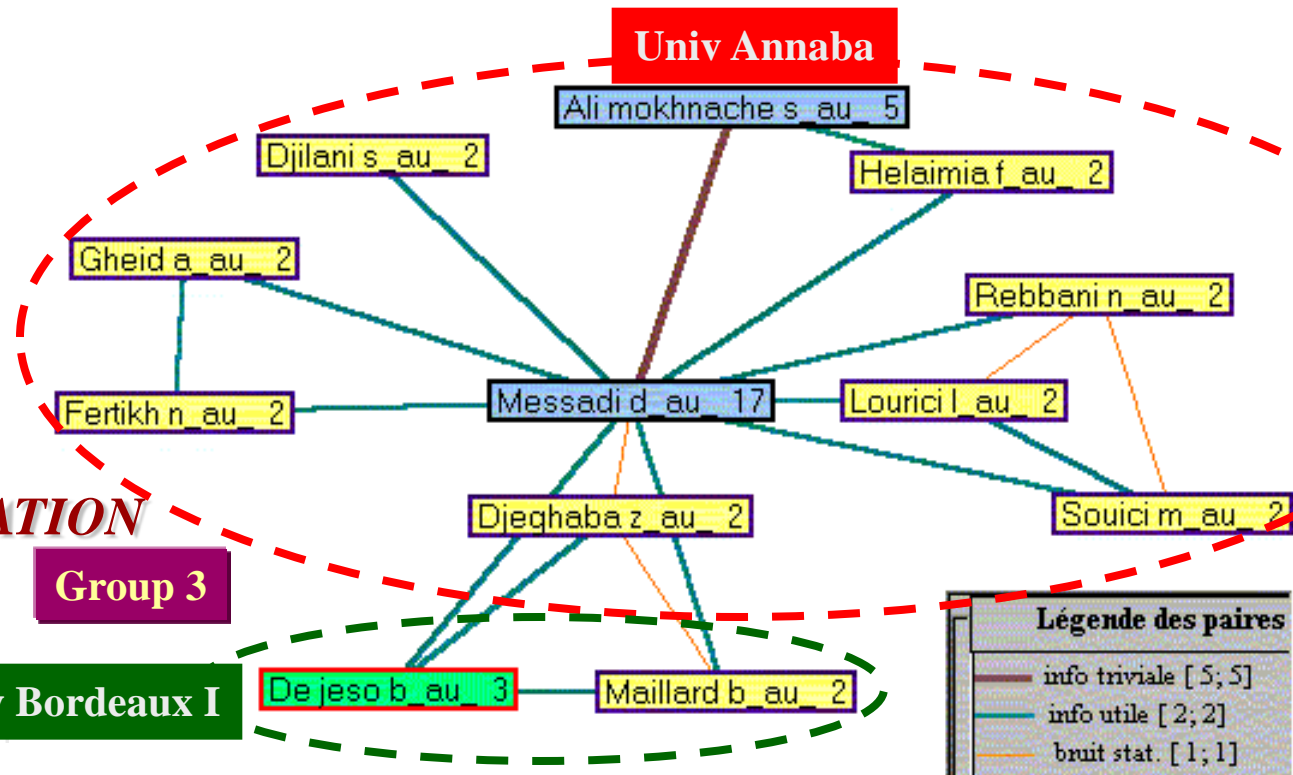 Univ Annaba
Ali mokhnache s_au_ 5
Djilani s_au_ 2
Helaimia f_au_ 2
Gheid a_au_ 2
Rebbani n_au_ 2
Messadi d_au_ 17
Lourici l_au_ 2
Fertikh n_au_ 2
Djeghaba z_au_ 2
Souici m_au_ 2
ATION
Group 3
Légende des paires
info triviale [ 5; 5]
info utile [ 2; 2]
bruit stat. [ 1; 1]
De jeso b_au_ 3
Maillard b_au_ 2
Bordeaux I